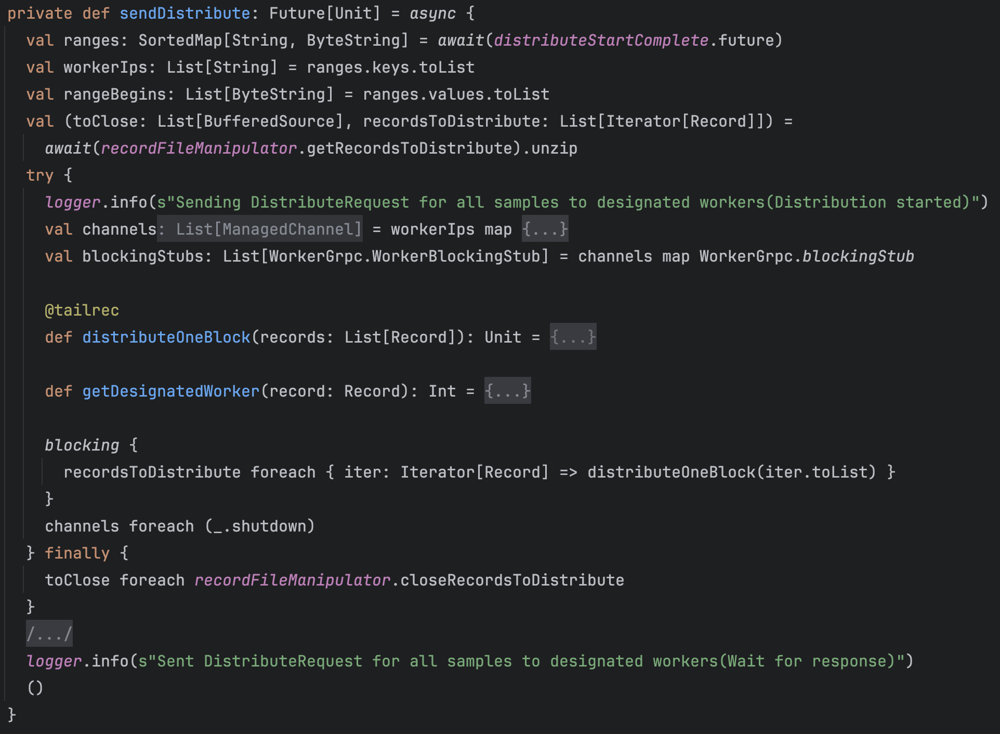 private def sendDistribute: Future[Unit] = async {
  val ranges: SortedMap[String, ByteString] = await(distributeStartComplete.future)
  val workerIps: List[String] = ranges.keys.toList
  val rangeBegins: List[ByteString] = ranges.values.toList
  val (toClose: List[BufferedSource], recordsToDistribute: List[Iterator[Record]]) =
    await(recordFileManipulator.getRecordsToDistribute).unzip
  try {
    logger.info(s"Sending DistributeRequest for all samples to designated workers(Distribution started)")
    val channels: List[ManagedChannel] = workerIps map {...}
    val blockingStubs: List[WorkerGrpc.WorkerBlockingStub] = channels map WorkerGrpc.blockingStub

    @tailrec
    def distributeOneBlock(records: List[Record]): Unit = {...}

    def getDesignatedWorker(record: Record): Int = {...}

    blocking {
      recordsToDistribute foreach { iter: Iterator[Record] => distributeOneBlock(iter.toList) }
    }
    channels foreach (_.shutdown)
  } finally {
    toClose foreach recordFileManipulator.closeRecordsToDistribute
  }
  /.../
  logger.info(s"Sent DistributeRequest for all samples to designated workers(Wait for response)")
  ()
}